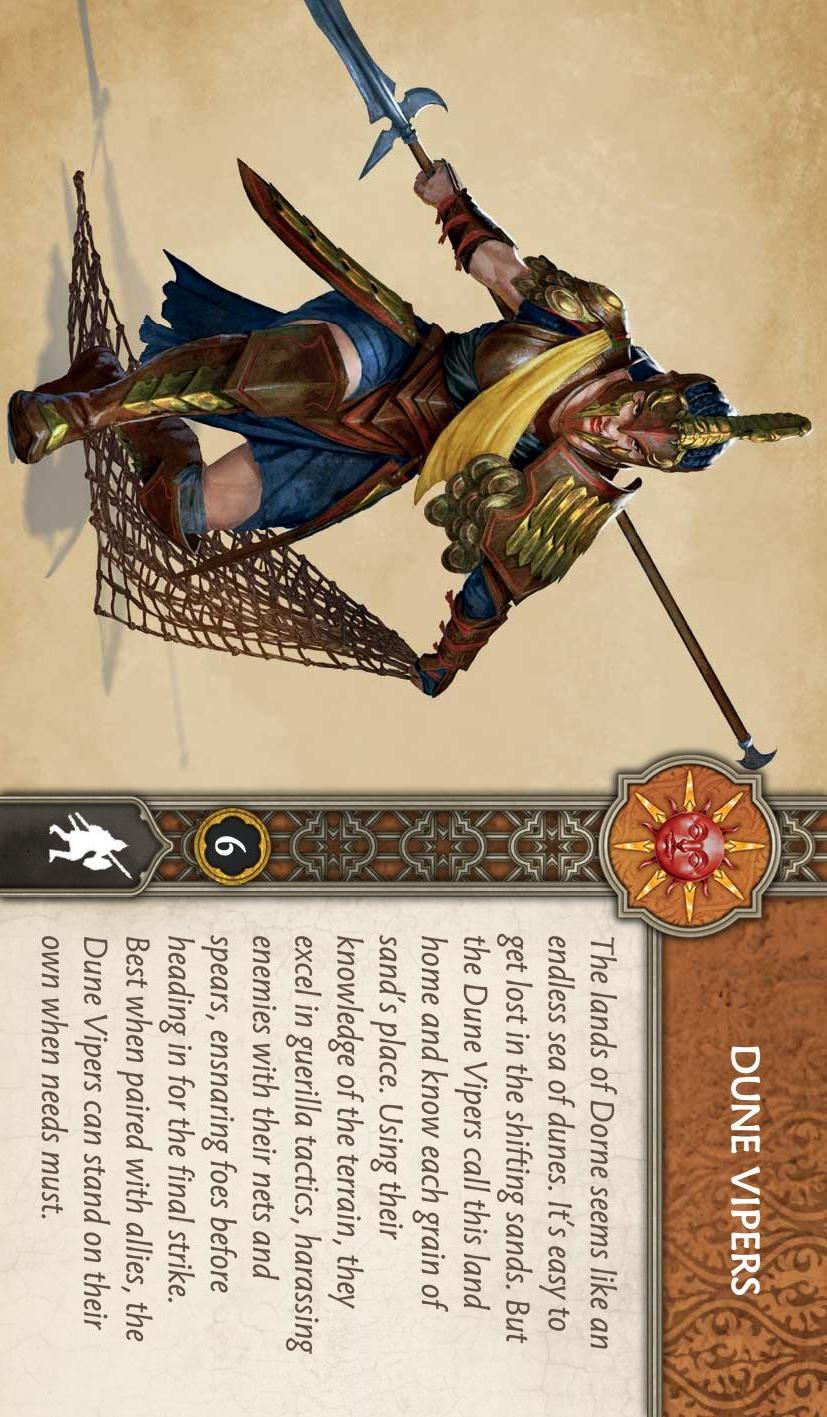 DUNE VIPERS
The lands of Dorne seems like an
endless sea of dunes. It's easy to
get lost in the shifting sands. But
the Dune Vipers call this land
home and know each grain of
sand's place. Using their
knowledge of the terrain, they
excel in guerilla tactics, harassing
enemies with their nets and
spears, ensnaring foes before
heading in for the final strike.
Best when paired with allies, the
Dune Vipers can stand on their
own when needs must.
6